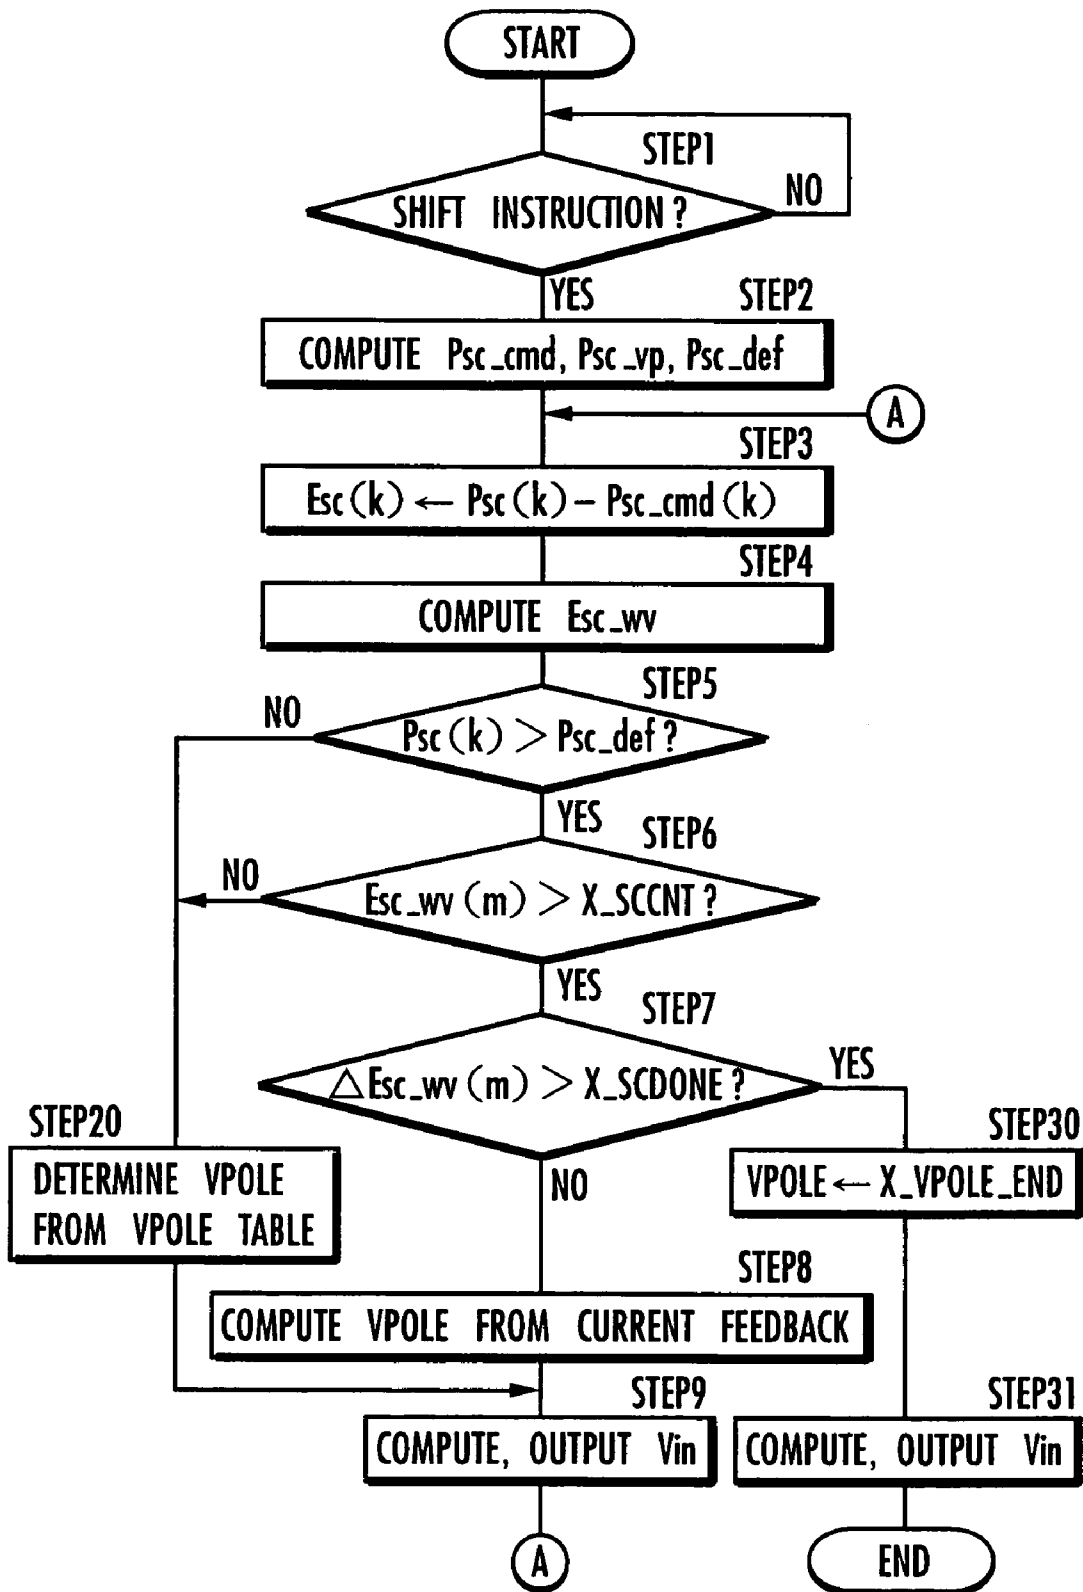 START
STEP1
SHIFT INSTRUCTION ?
NO
YES
STEP2
COMPUTE Psc_cmd, Psc_vp, Psc_def
A
STEP3
Esc(k) ← Psc(k) – Psc_cmd(k)
STEP4
COMPUTE Esc_wv
STEP5
NO
Psc(k) > Psc_def ?
YES
STEP6
NO
Esc_wv(m) > X_SCCNT ?
YES
STEP7
YES
△Esc_wv(m) > X_SCDONE ?
STEP20
STEP30
DETERMINE VPOLE
FROM VPOLE TABLE
NO
VPOLE ← X_VPOLE_END
STEP8
COMPUTE VPOLE FROM CURRENT FEEDBACK
STEP9
STEP31
COMPUTE, OUTPUT Vin
COMPUTE, OUTPUT Vin
A
END